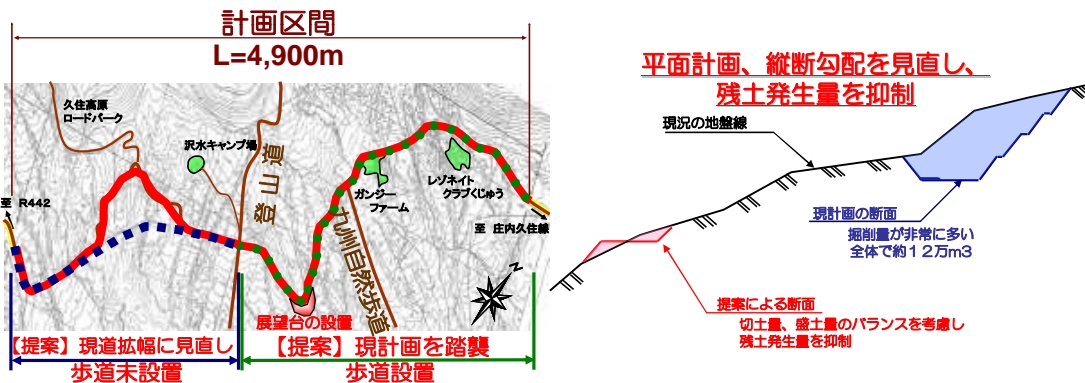 計画区間
L=4,900m
久住高原
ロードパーク
沢水キャンプ場
登山道
ガンジー
ファーム
レゾネイト
クラブくじゅう
至 R442
至 庄内久住線
九州自然歩道
N
展望台の設置
【提案】現道拡幅に見直し
歩道未設置
【提案】現計画を踏襲
歩道設置
平面計画、縦断勾配を見直し、
残土発生量を抑制
現況の地盤線
現計画の断面
掘削量が非常に多い
全体で約12万m3
提案による断面
切土量、盛土量のバランスを考慮し
残土発生量を抑制